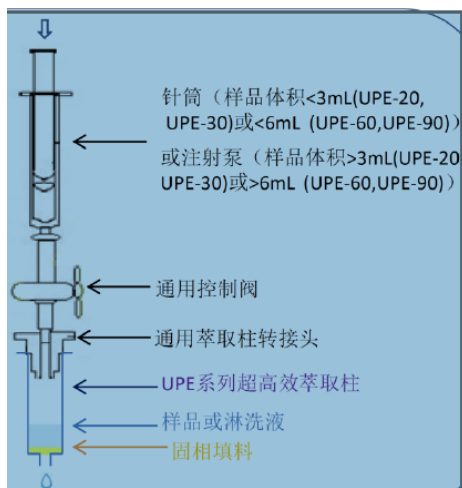 针筒（样品体积<3mL(UPE-20,
UPE-30)或<6mL (UPE-60,UPE-90)）
或注射泵（样品体积>3mL(UPE-20
UPE-30)或>6mL (UPE-60,UPE-90)）
通用控制阀
通用萃取柱转接头
UPE系列超高效萃取柱
样品或淋洗液
固相填料